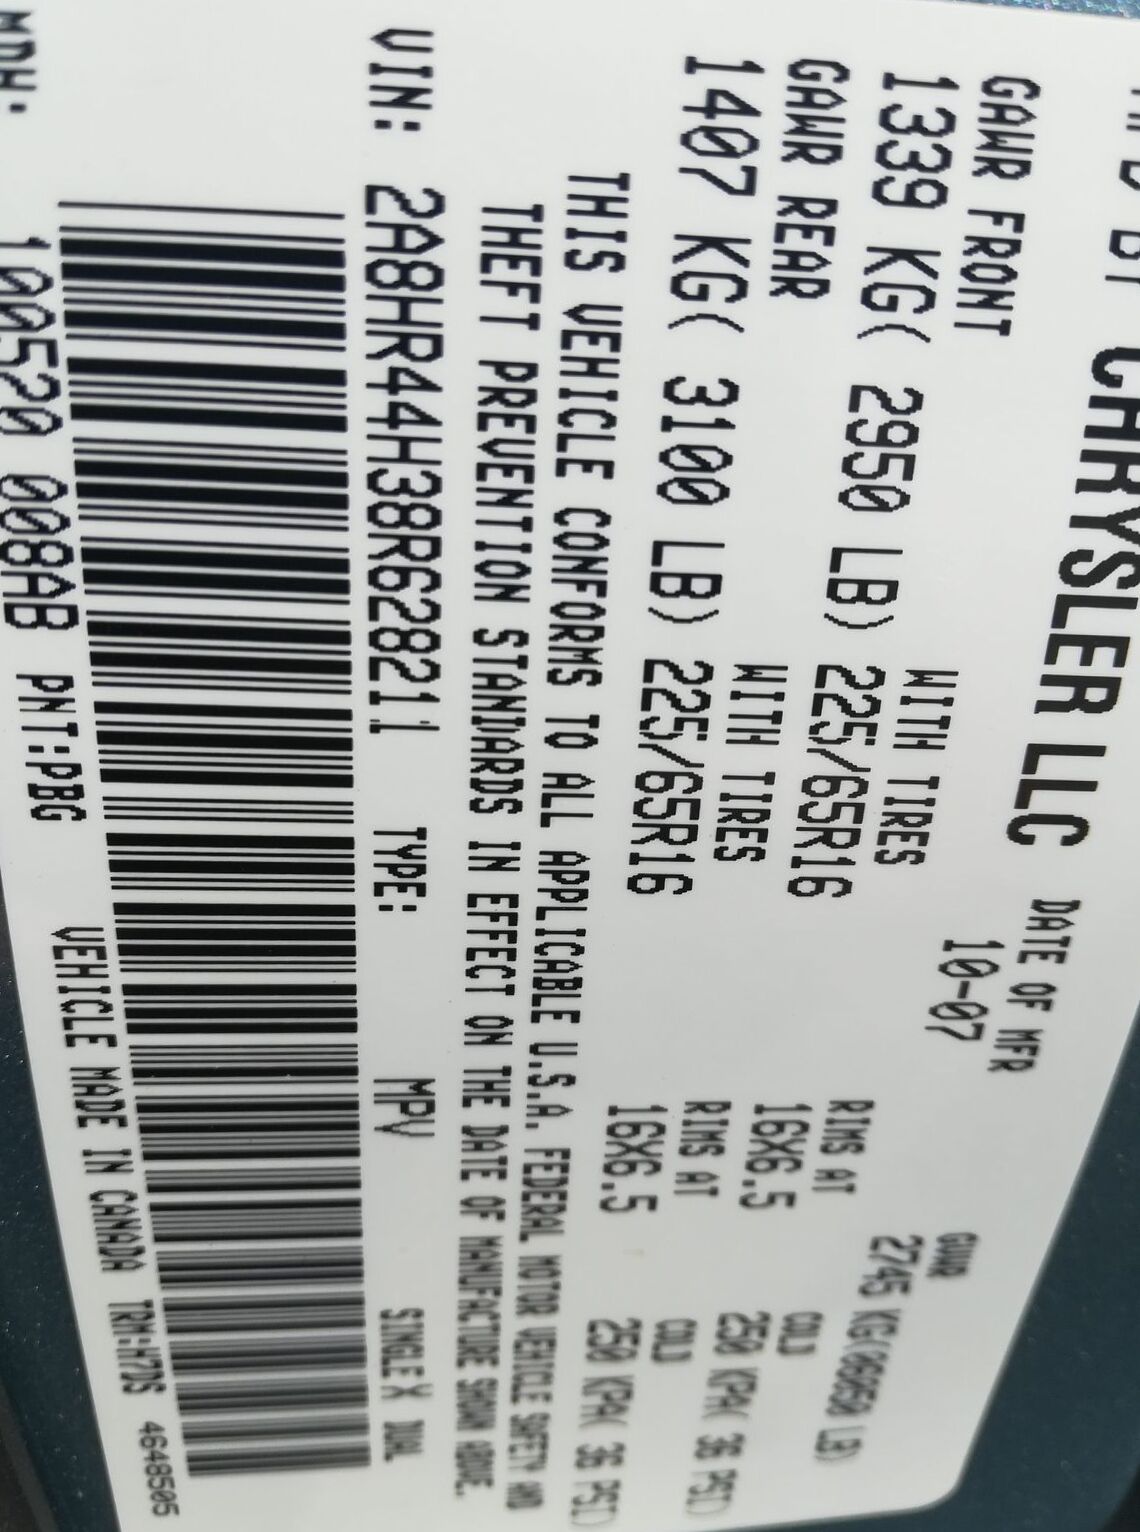 CHRYSLER LLC
DATE OF MFR
10-07
GVWR
2745 KG(06050 LB)
GAWR FRONT
WITH TIRES
RIMS AT
COLD
1339 KG( 2950 LB)
225/65R16
16X6.5
250 KPA( 36 PSI)
GAWR REAR
WITH TIRES
RIMS AT
COLD
1407 KG( 3100 LB)
225/65R16
16X6.5
250 KPA( 36 PSI)
THIS VEHICLE CONFORMS TO ALL APPLICABLE U.S.A. FEDERAL MOTOR VEHICLE SAFETY AND
THEFT PREVENTION STANDARDS IN EFFECT ON THE DATE OF MANUFACTURE SHOWN ABOVE.
VIN: 2A8HR44H38R628211 TYPE: MPV SINGLE X DUAL
MDH: 100520 008AB PNT:PBG
VEHICLE MADE IN CANADA
4648505